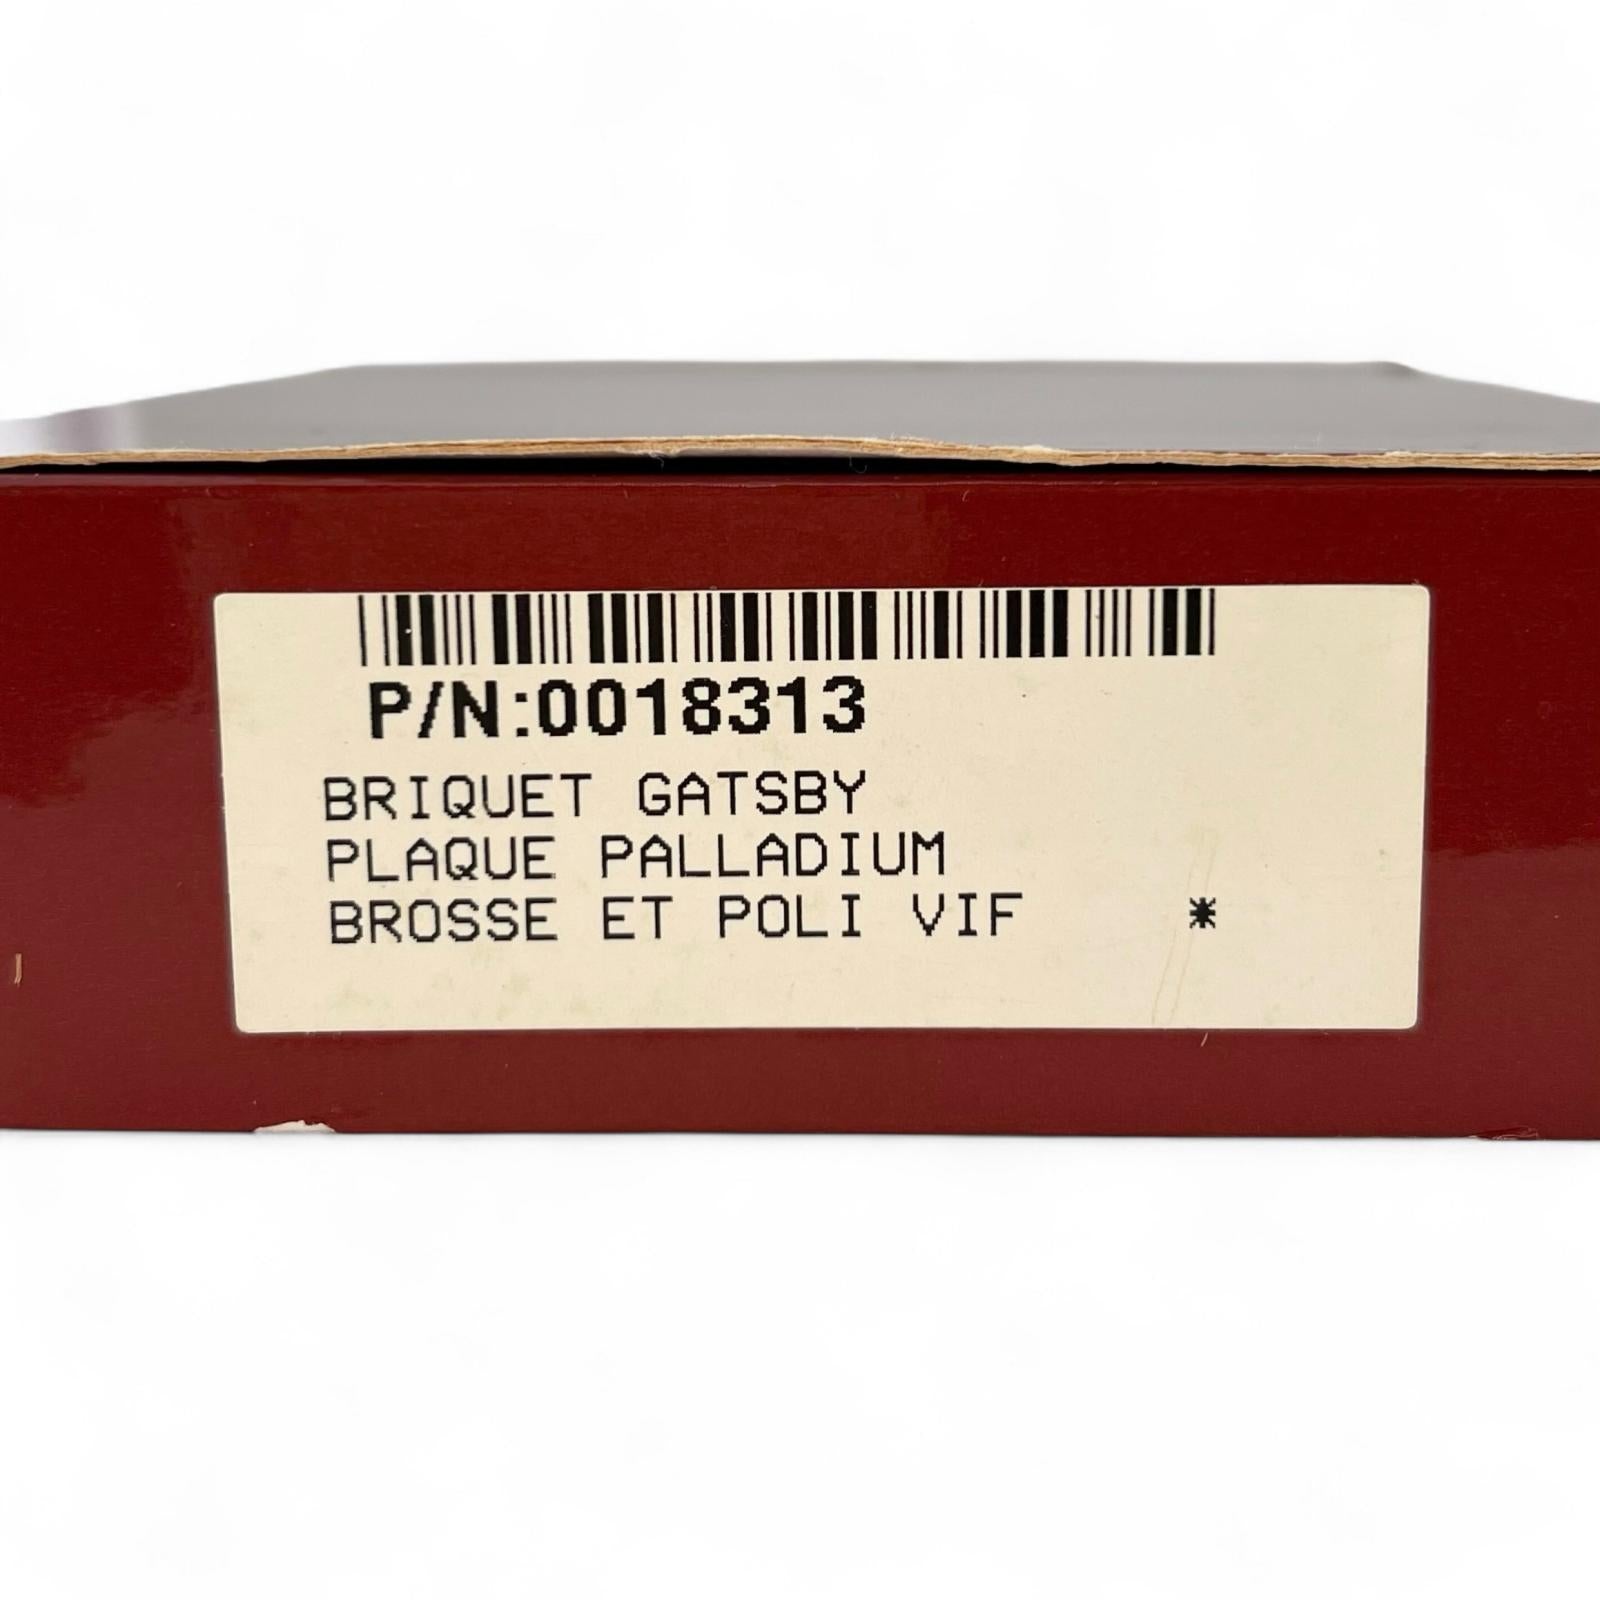 P/N:0018313
BRIQUET GATSBY
PLAQUE PALLADIUM
BROSSE ET POLI VIF *